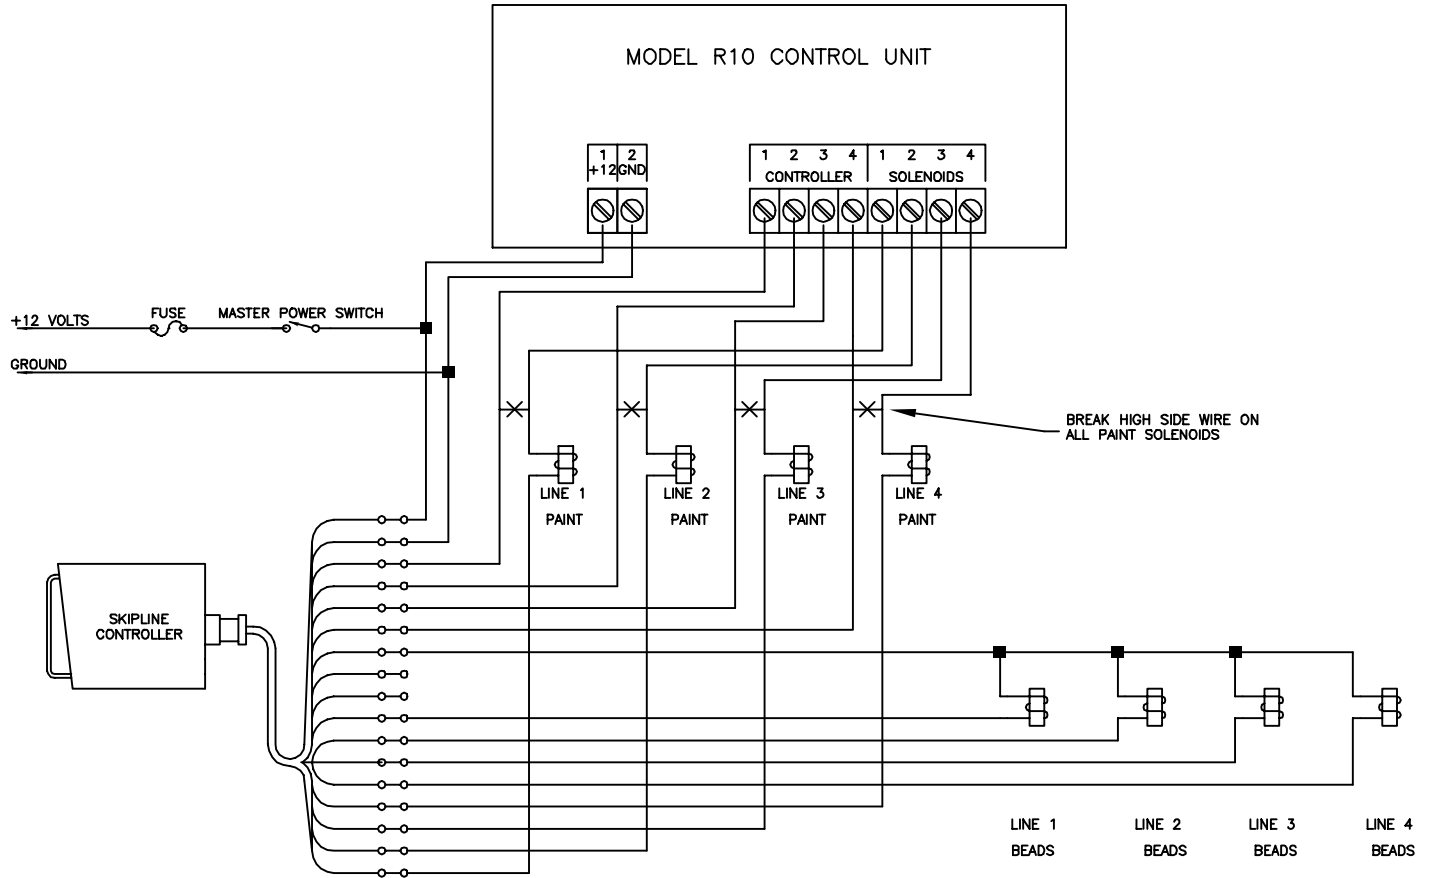 MODEL R10 CONTROL UNIT
1 2
+12 GND
1 2 3 4 1 2 3 4
CONTROLLER SOLENOIDS
+12 VOLTS
FUSE
MASTER POWER SWITCH
GROUND
BREAK HIGH SIDE WIRE ON
ALL PAINT SOLENOIDS
LINE 1
PAINT
LINE 2
PAINT
LINE 3
PAINT
LINE 4
PAINT
SKIPLINE
CONTROLLER
LINE 1
BEADS
LINE 2
BEADS
LINE 3
BEADS
LINE 4
BEADS